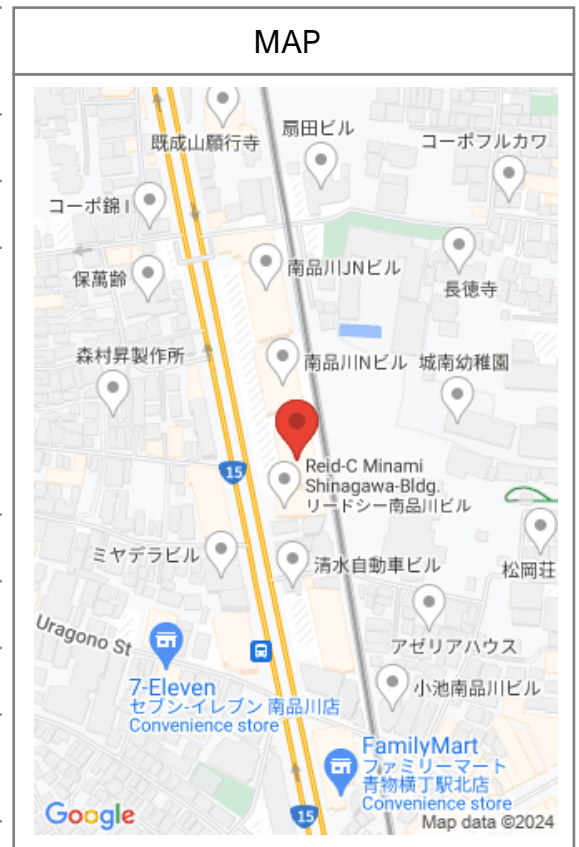 MAP
既成山願行寺
扇田ビル
コーポフルカワ
コーポ錦 I
南品川JNビル
保萬齢
長徳寺
森村昇製作所
南品川Nビル
城南幼稚園
Reid-C Minami
Shinagawa-Bldg.
リードシー南品川ビル
15
ミヤデラビル
清水自動車ビル
松岡荘
Uragono St
アゼリアハウス
7-Eleven
セブン-イレブン 南品川店
Convenience store
小池南品川ビル
FamilyMart
ファミリーマート
青物横丁駅北店
Convenience store
15
Google
Map data ©2024